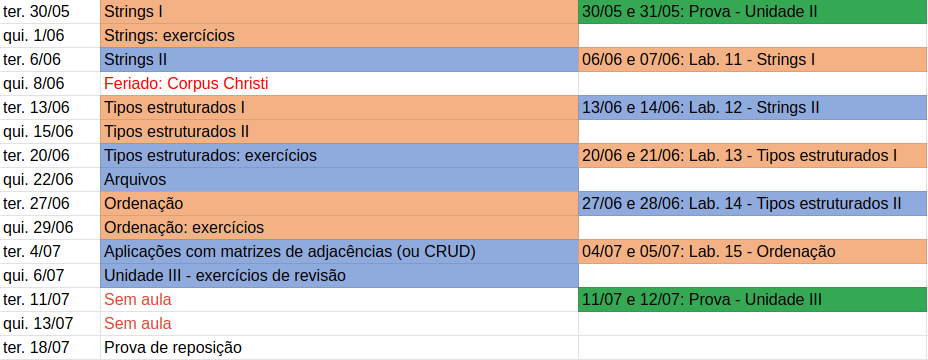 ter. 30/05 Strings I 30/05 e 31/05: Prova - Unidade II
qui. 1/06 Strings: exercícios
ter. 6/06 Strings II 06/06 e 07/06: Lab. 11 - Strings I
qui. 8/06 Feriado: Corpus Christi
ter. 13/06 Tipos estruturados I 13/06 e 14/06: Lab. 12 - Strings II
qui. 15/06 Tipos estruturados II
ter. 20/06 Tipos estruturados: exercícios 20/06 e 21/06: Lab. 13 - Tipos estruturados I
qui. 22/06 Arquivos
ter. 27/06 Ordenação 27/06 e 28/06: Lab. 14 - Tipos estruturados II
qui. 29/06 Ordenação: exercícios
ter. 4/07 Aplicações com matrizes de adjacências (ou CRUD) 04/07 e 05/07: Lab. 15 - Ordenação
qui. 6/07 Unidade III - exercícios de revisão
ter. 11/07 Sem aula 11/07 e 12/07: Prova - Unidade III
qui. 13/07 Sem aula
ter. 18/07 Prova de reposição